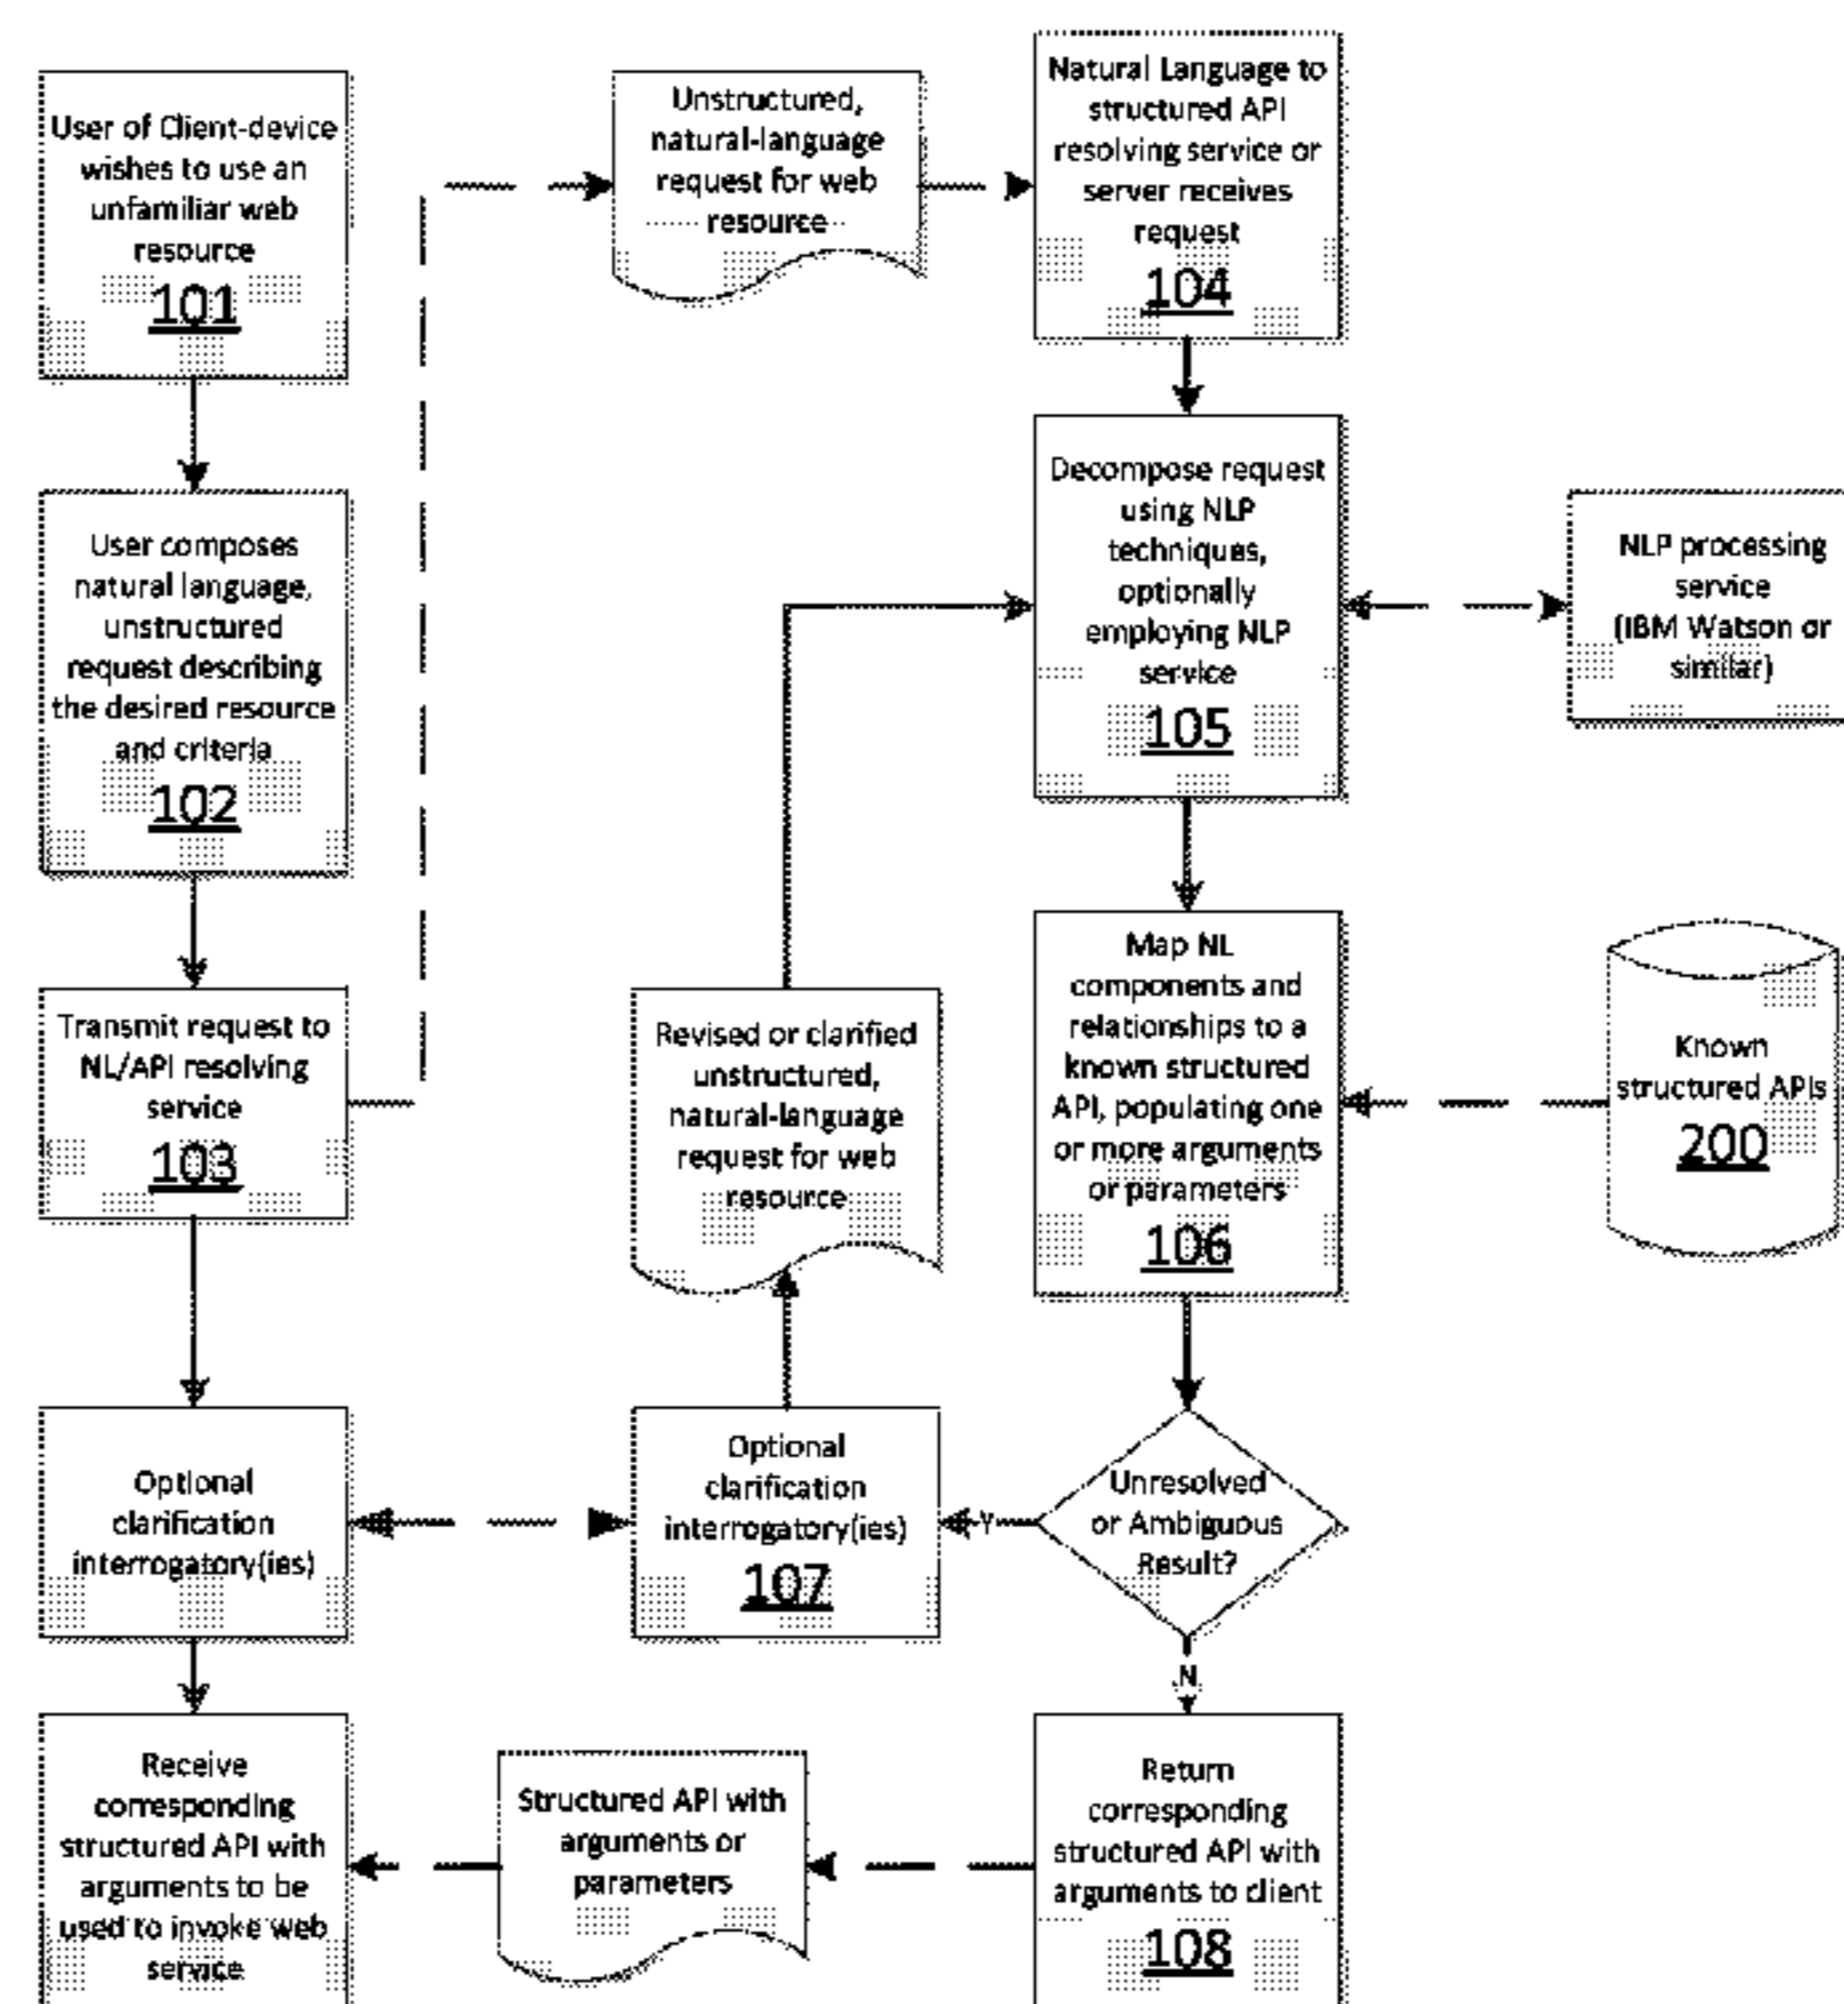 User of Client-device
wishes to use an
unfamiliar web
resource
101
User composes
natural language,
unstructured
request describing
the desired resource
and criteria
102
Transmit request to
NL/API resolving
service
103
Optional
clarification
interrogatory(ies)
Receive
corresponding
structured API with
arguments to be
used to invoke web
service
Unstructured,
natural-language
request for web
resource
Revised or clarified
unstructured,
natural-language
request for web
resource
Optional
clarification
interrogatory(ies)
107
Structured API with
arguments or
parameters
Natural Language to
structured API
resolving service or
server receives
request
104
Decompose request
using NLP
techniques,
optionally
employing NLP
service
105
Map NL
components and
relationships to a
known structured
API, populating one
or more arguments
or parameters
106
Unresolved
or Ambiguous
Result?
Y
N
Return
corresponding
structured API with
arguments to client
108
NLP processing
service
(IBM Watson or
similar)
Known
structured APIs
200